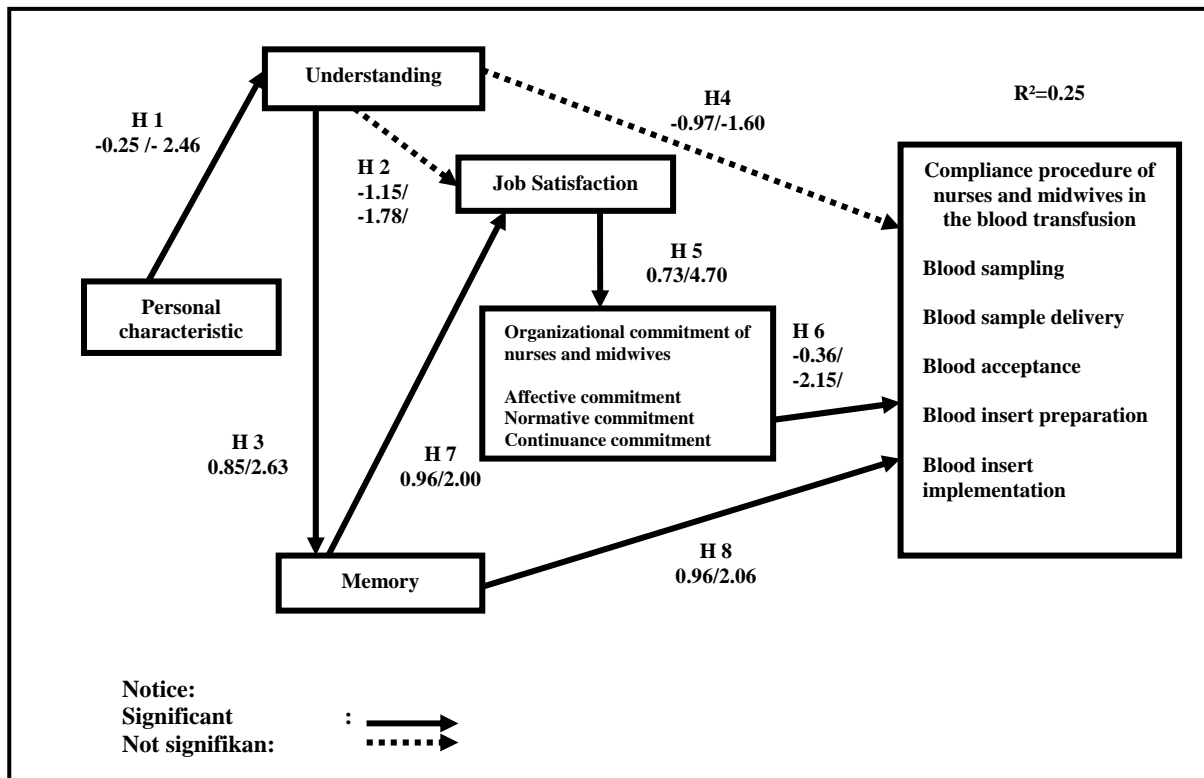 Understanding
H 1
-0.25 /- 2.46
H4
-0.97/-1.60
R²=0.25
H 2
-1.15/
-1.78/
Job Satisfaction
Compliance procedure of
nurses and midwives in
the blood transfusion
Blood sampling
Blood sample delivery
Blood acceptance
Blood insert preparation
Blood insert
implementation
H 5
0.73/4.70
Personal
characteristic
Organizational commitment of
nurses and midwives
Affective commitment
Normative commitment
Continuance commitment
H 6
-0.36/
-2.15/
H 3
0.85/2.63
H 7
0.96/2.00
H 8
0.96/2.06
Memory
Notice:
Significant :
Not signifikan: